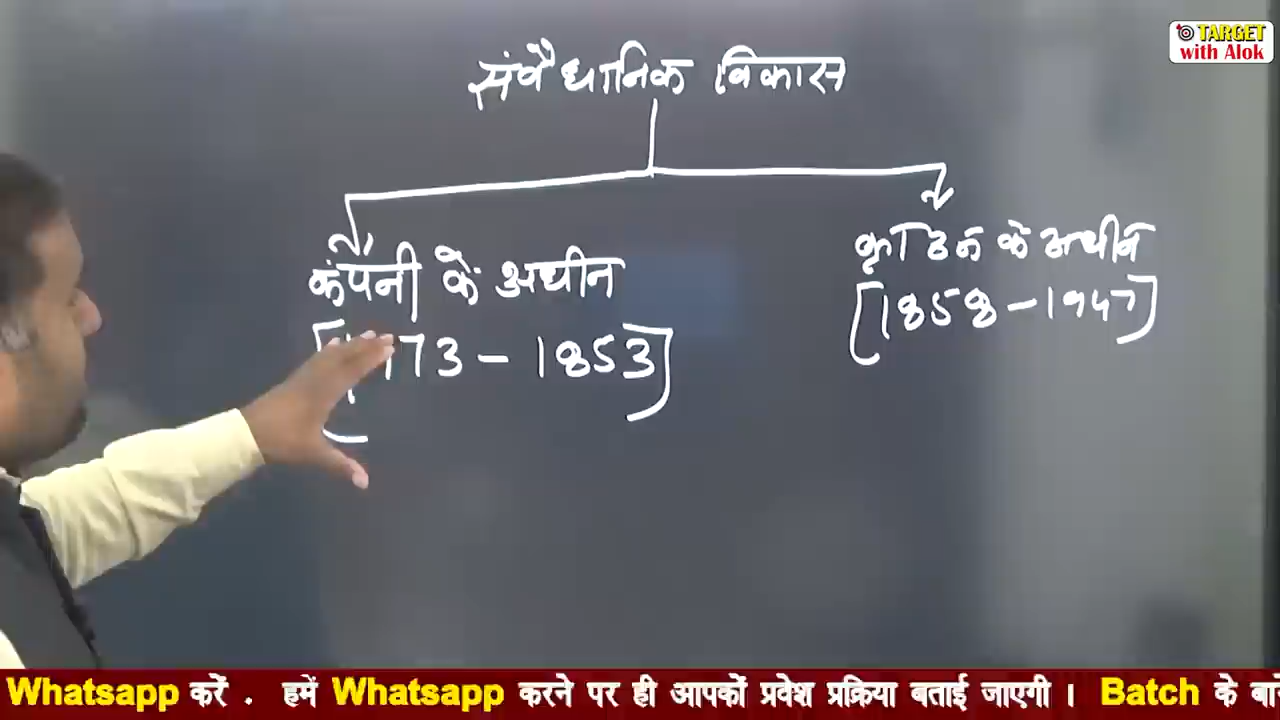 TARGET
with Alok
संवैधानिक विकास
कंपनी के अधीन
क्राउन के अधीन
[1773 - 1853]
[1858 - 1947]
Whatsapp करें . हमें Whatsapp करने पर ही आपकों प्रवेश प्रक्रिया बताई जाएगी । Batch के